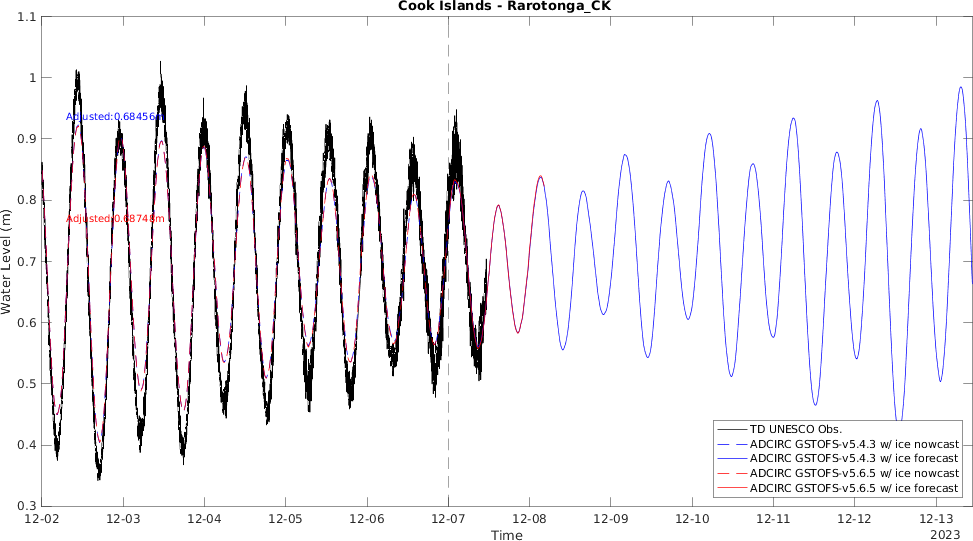 Cook Islands - Rarotonga_CK
1.1
1
0.9
0.8
0.7
0.6
0.5
0.4
0.3
Water Level (m)
Adjusted:0.68456m
Adjusted:0.68748m
TD UNESCO Obs.
ADCIRC GSTOFS-v5.4.3 w/ ice nowcast
ADCIRC GSTOFS-v5.4.3 w/ ice forecast
ADCIRC GSTOFS-v5.6.5 w/ ice nowcast
ADCIRC GSTOFS-v5.6.5 w/ ice forecast
12-02 12-03 12-04 12-05 12-06 12-07 12-08 12-09 12-10 12-11 12-12 12-13
Time
2023